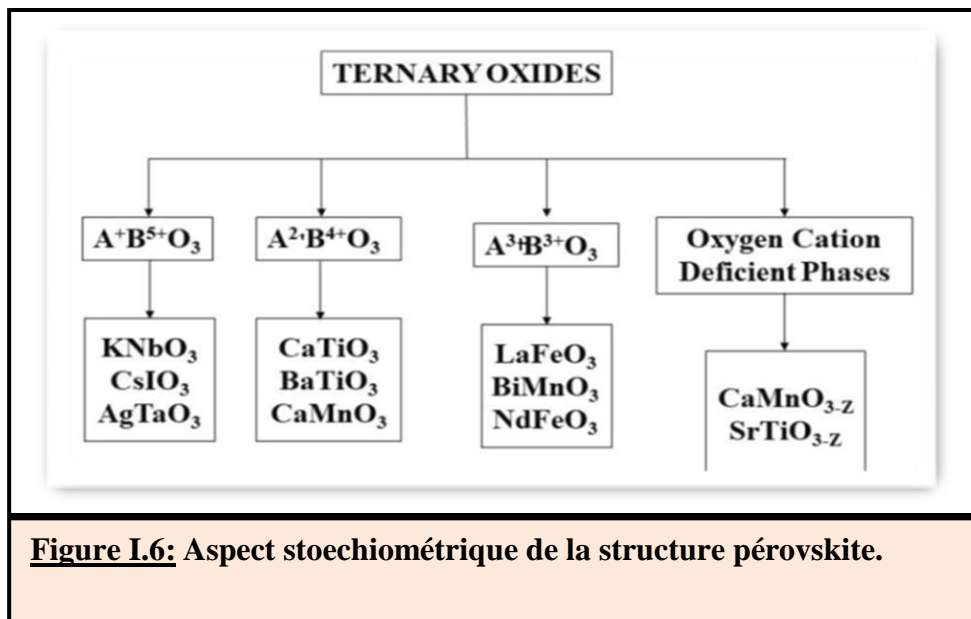 TERNARY OXIDES
A⁺B⁵⁺O₃
A²⁺B⁴⁺O₃
A³⁺B³⁺O₃
Oxygen Cation
Deficient Phases
KNbO₃
CsIO₃
AgTaO₃
CaTiO₃
BaTiO₃
CaMnO₃
LaFeO₃
BiMnO₃
NdFeO₃
CaMnO₃₋Z
SrTiO₃₋Z
Figure I.6: Aspect stoechiométrique de la structure pérovskite.